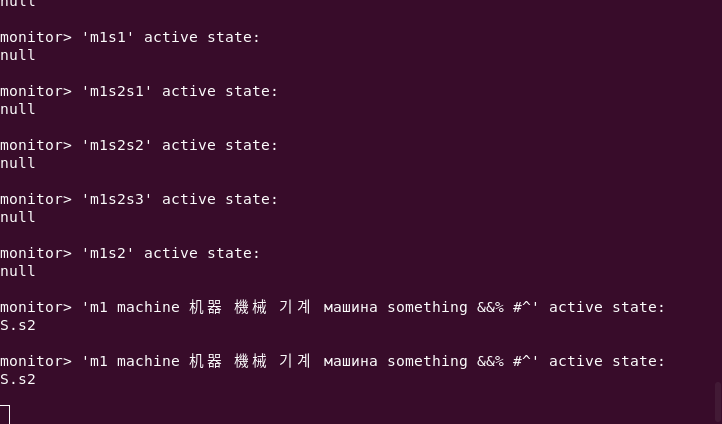 null
monitor> 'm1s1' active state:
null
monitor> 'm1s2s1' active state:
null
monitor> 'm1s2s2' active state:
null
monitor> 'm1s2s3' active state:
null
monitor> 'm1s2' active state:
null
monitor> 'm1 machine 机器 機械 기계 машина something &&% #^' active state:
S.s2
monitor> 'm1 machine 机器 機械 기계 машина something &&% #^' active state:
S.s2